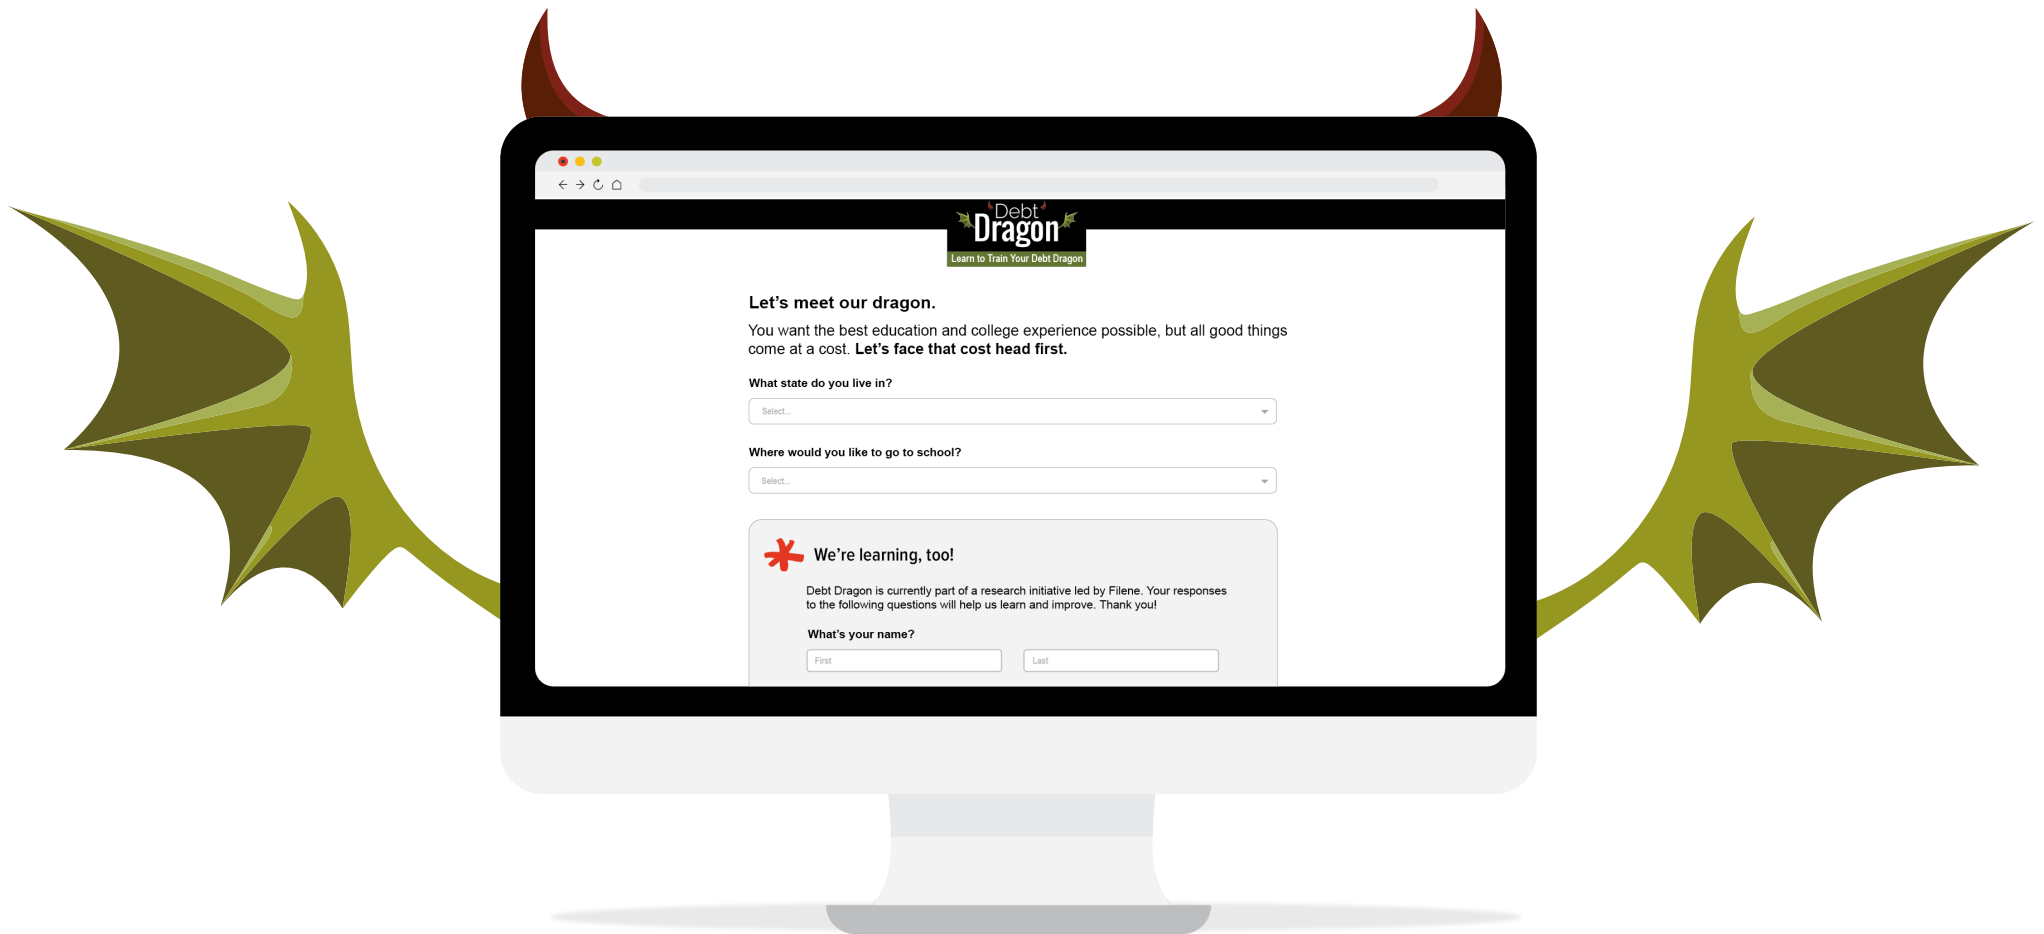 Debt
Dragon
Learn to Train Your Debt Dragon
Let's meet our dragon.
You want the best education and college experience possible, but all good things
come at a cost. Let's face that cost head first.
What state do you live in?
Select...
Where would you like to go to school?
Select...
We're learning, too!
Debt Dragon is currently part of a research initiative led by Filene. Your responses
to the following questions will help us learn and improve. Thank you!
What's your name?
First Last